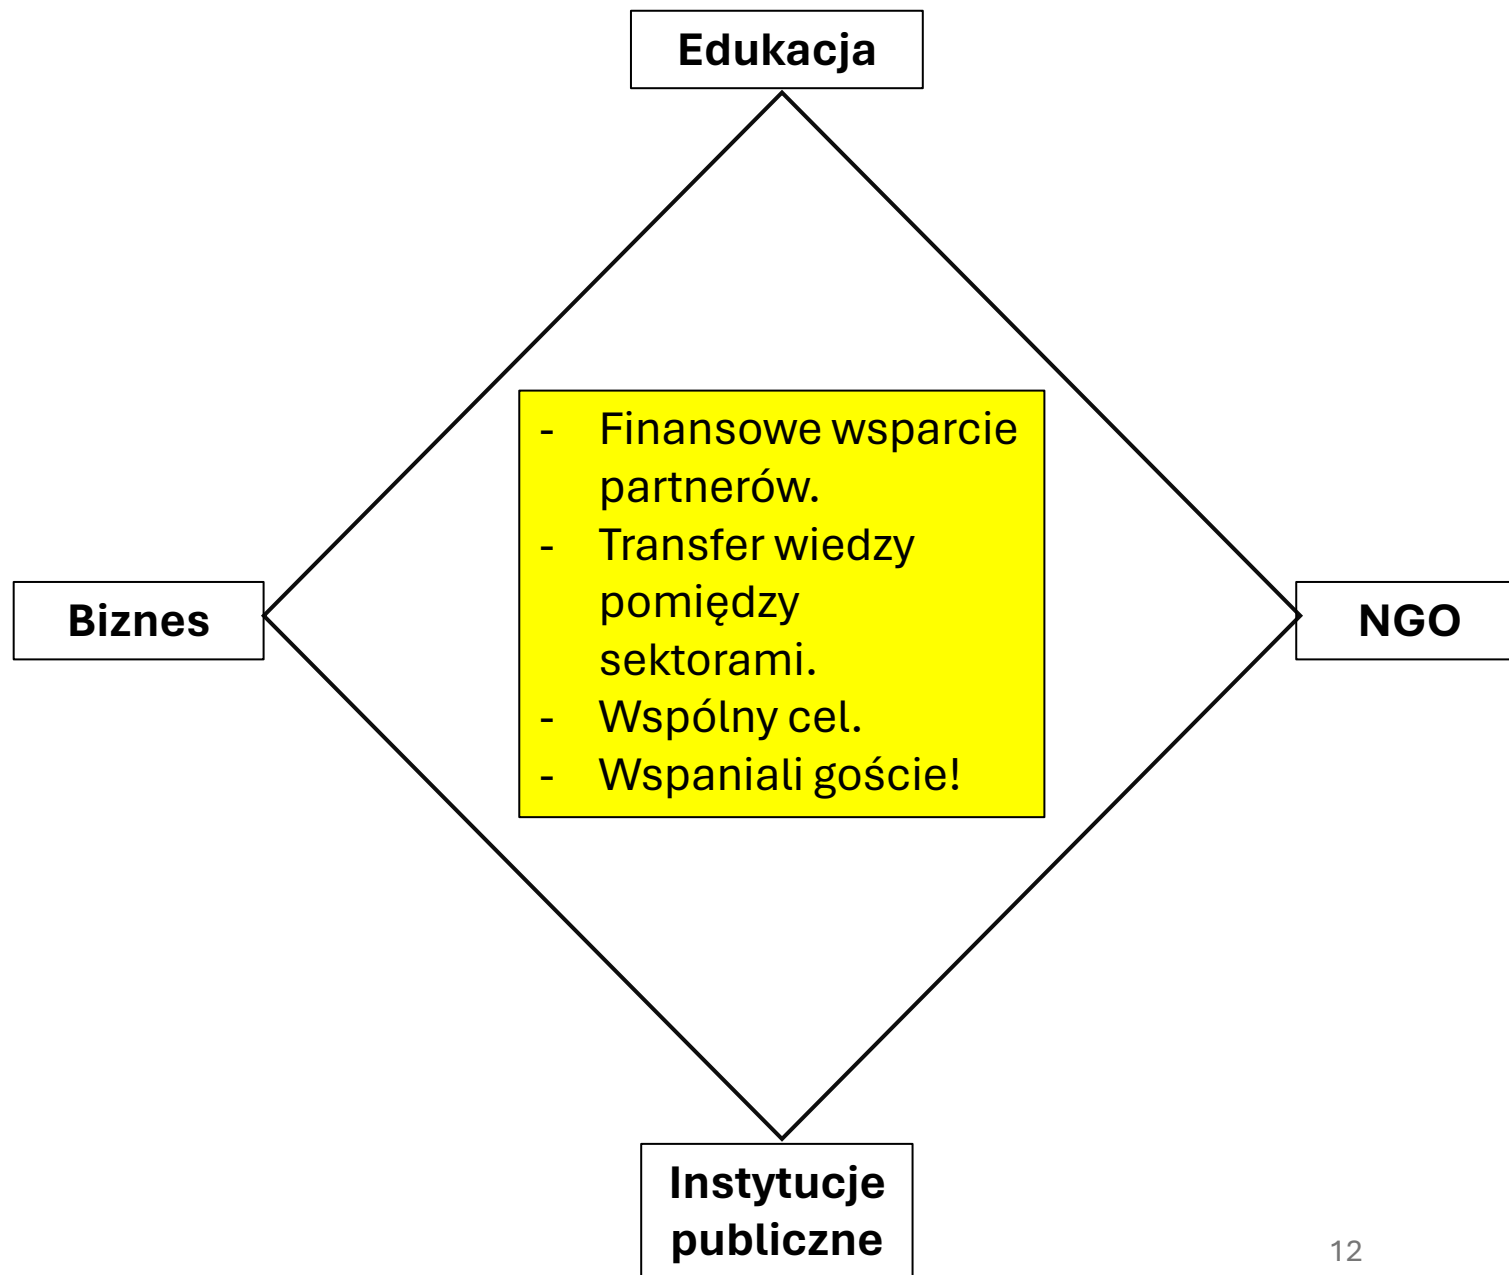 Edukacja
- Finansowe wsparcie
partnerów.
- Transfer wiedzy
pomiędzy
sektorami.
- Wspólny cel.
- Wspaniali goście!
Biznes
NGO
Instytucje
publiczne
12